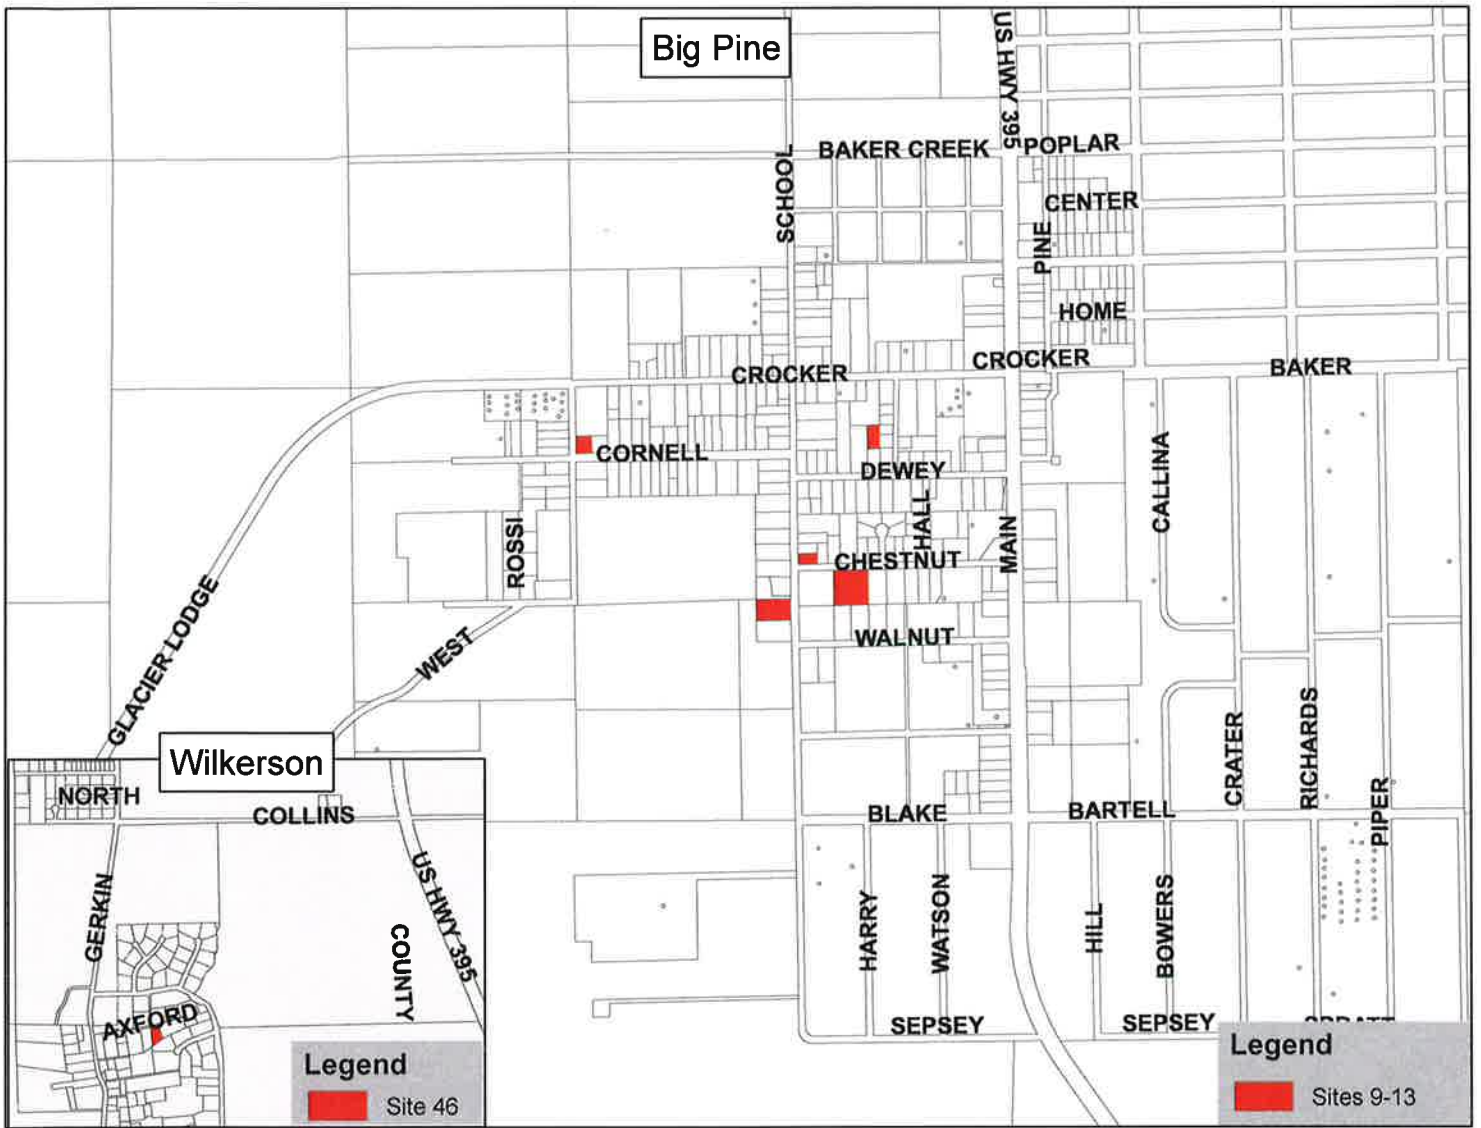 Big Pine
US HWY 395
BAKER CREEK
POPLAR
SCHOOL
CENTER
PINE
HOME
CROCKER
CROCKER
BAKER
CORNELL
DEWEY
CALLINA
HALL
MAIN
ROSSI
CHESTNUT
GLACIER LODGE
WEST
WALNUT
CRATER
RICHARDS
PIPER
BLAKE
BARTELL
HARRY
WATSON
HILL
BOWERS
SEPSEY
SEPSEY
Legend
Sites 9-13
Wilkerson
NORTH
COLLINS
GERKIN
US HWY 395
COUNTY
AXFORD
Legend
Site 46